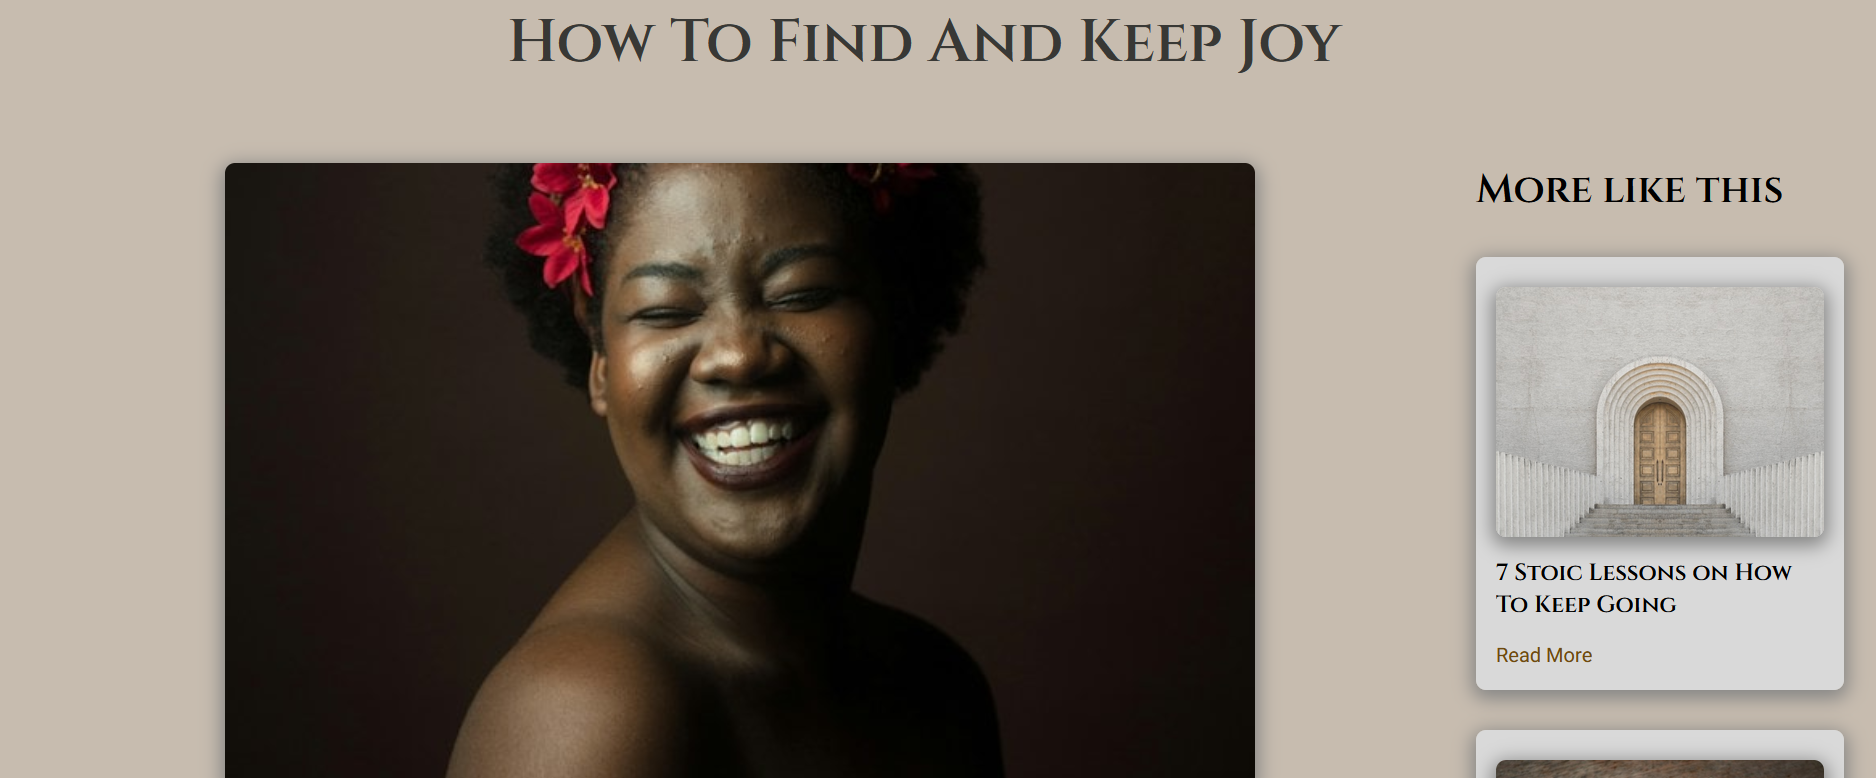 How To Find And Keep Joy
More like this
7 Stoic Lessons on How
To Keep Going
Read More